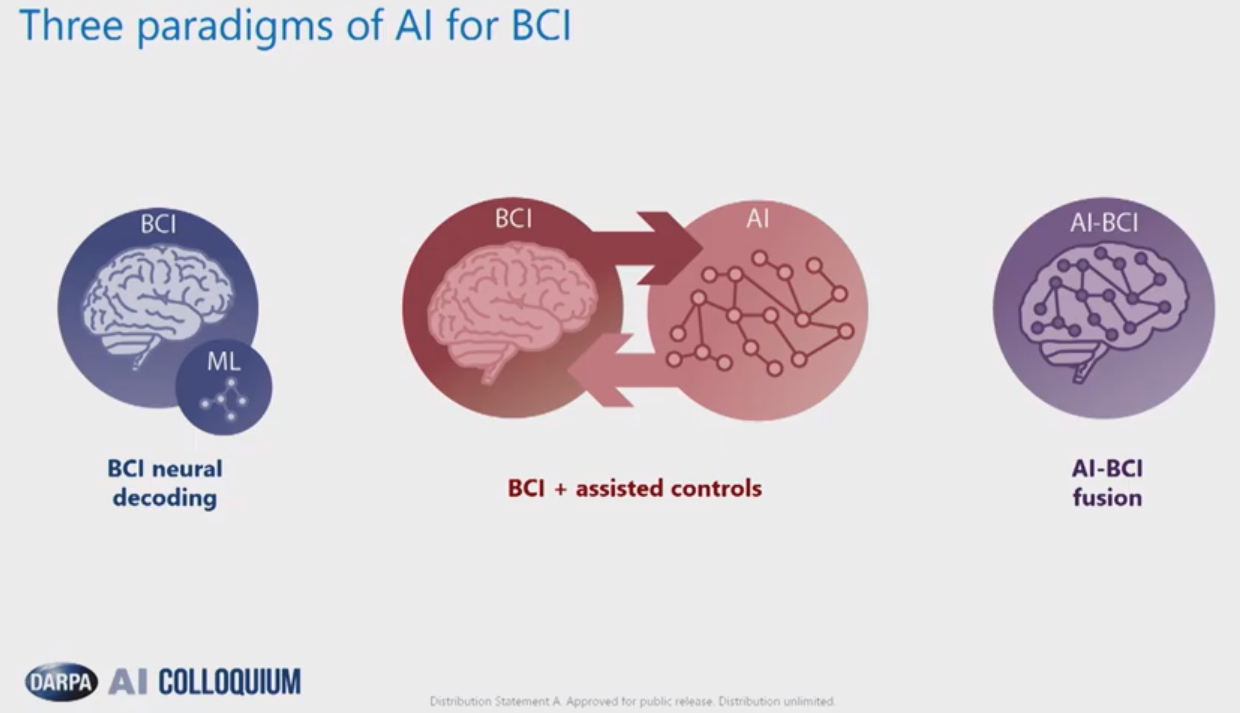 Three paradigms of AI for BCI
BCI
ML
BCI neural
decoding
BCI
AI
BCI + assisted controls
AI-BCI
AI-BCI
fusion
DARPA AI COLLOQUIUM
Distribution Statement A. Approved for public release. Distribution unlimited.